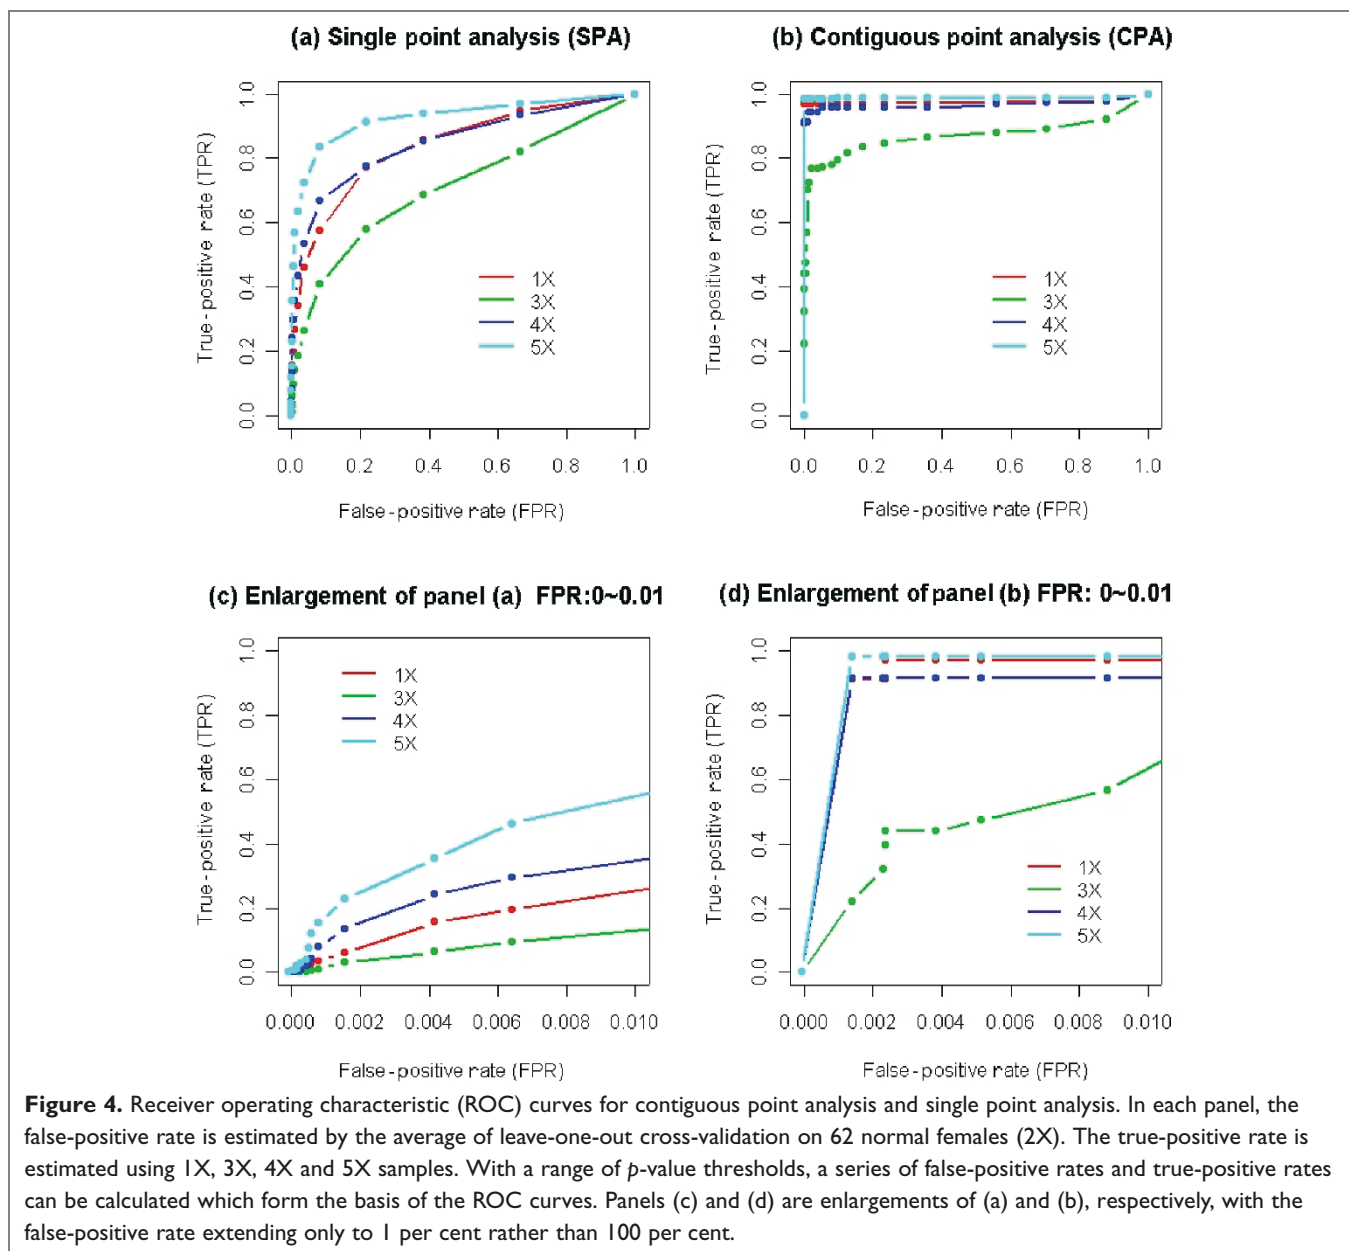 (a) Single point analysis (SPA)
True-positive rate (TPR)
0.0 0.2 0.4 0.6 0.8 1.0
1X
3X
4X
5X
0.0 0.2 0.4 0.6 0.8 1.0
False-positive rate (FPR)
(b) Contiguous point analysis (CPA)
True-positive rate (TPR)
0.0 0.2 0.4 0.6 0.8 1.0
1X
3X
4X
5X
0.0 0.2 0.4 0.6 0.8 1.0
False-positive rate (FPR)
(c) Enlargement of panel (a) FPR:0~0.01
True-positive rate (TPR)
0.0 0.2 0.4 0.6 0.8 1.0
1X
3X
4X
5X
0.000 0.002 0.004 0.006 0.008 0.010
False-positive rate (FPR)
(d) Enlargement of panel (b) FPR: 0~0.01
True-positive rate (TPR)
0.0 0.2 0.4 0.6 0.8 1.0
1X
3X
4X
5X
0.000 0.002 0.004 0.006 0.008 0.010
False-positive rate (FPR)
Figure 4. Receiver operating characteristic (ROC) curves for contiguous point analysis and single point analysis. In each panel, the
false-positive rate is estimated by the average of leave-one-out cross-validation on 62 normal females (2X). The true-positive rate is
estimated using 1X, 3X, 4X and 5X samples. With a range of p-value thresholds, a series of false-positive rates and true-positive rates
can be calculated which form the basis of the ROC curves. Panels (c) and (d) are enlargements of (a) and (b), respectively, with the
false-positive rate extending only to 1 per cent rather than 100 per cent.